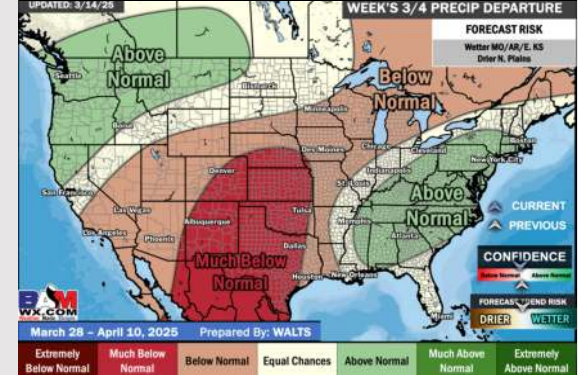 UPDATED: 3/14/25
WEEK'S 3/4 PRECIP DEPARTURE
FORECAST RISK
Wetter MO/AR/E. KS
Drier N. Plains
Above
Normal
Below
Normal
Seattle
Bismarck
Minneapolis
Boise
Boston
Des Moines
Chicago
Cleveland
New York City
Indianapolis
Denver
San Francisco
St. Louis
Above
Normal
Las Vegas
Tulsa
Memphis
Los Angeles
Albuquerque
Atlanta
Phoenix
Dallas
Much Below
Normal
Houston
New Orleans
Miami
CURRENT
PREVIOUS
CONFIDENCE
Below Normal
Above Normal
FORECAST TREND RISK
DRIER
WETTER
BAM
WX.COM
March 28 – April 10, 2025
Prepared By: WALTS
Extremely
Below Normal
Much Below
Normal
Below Normal
Equal Chances
Above Normal
Much Above
Normal
Extremely
Above Normal